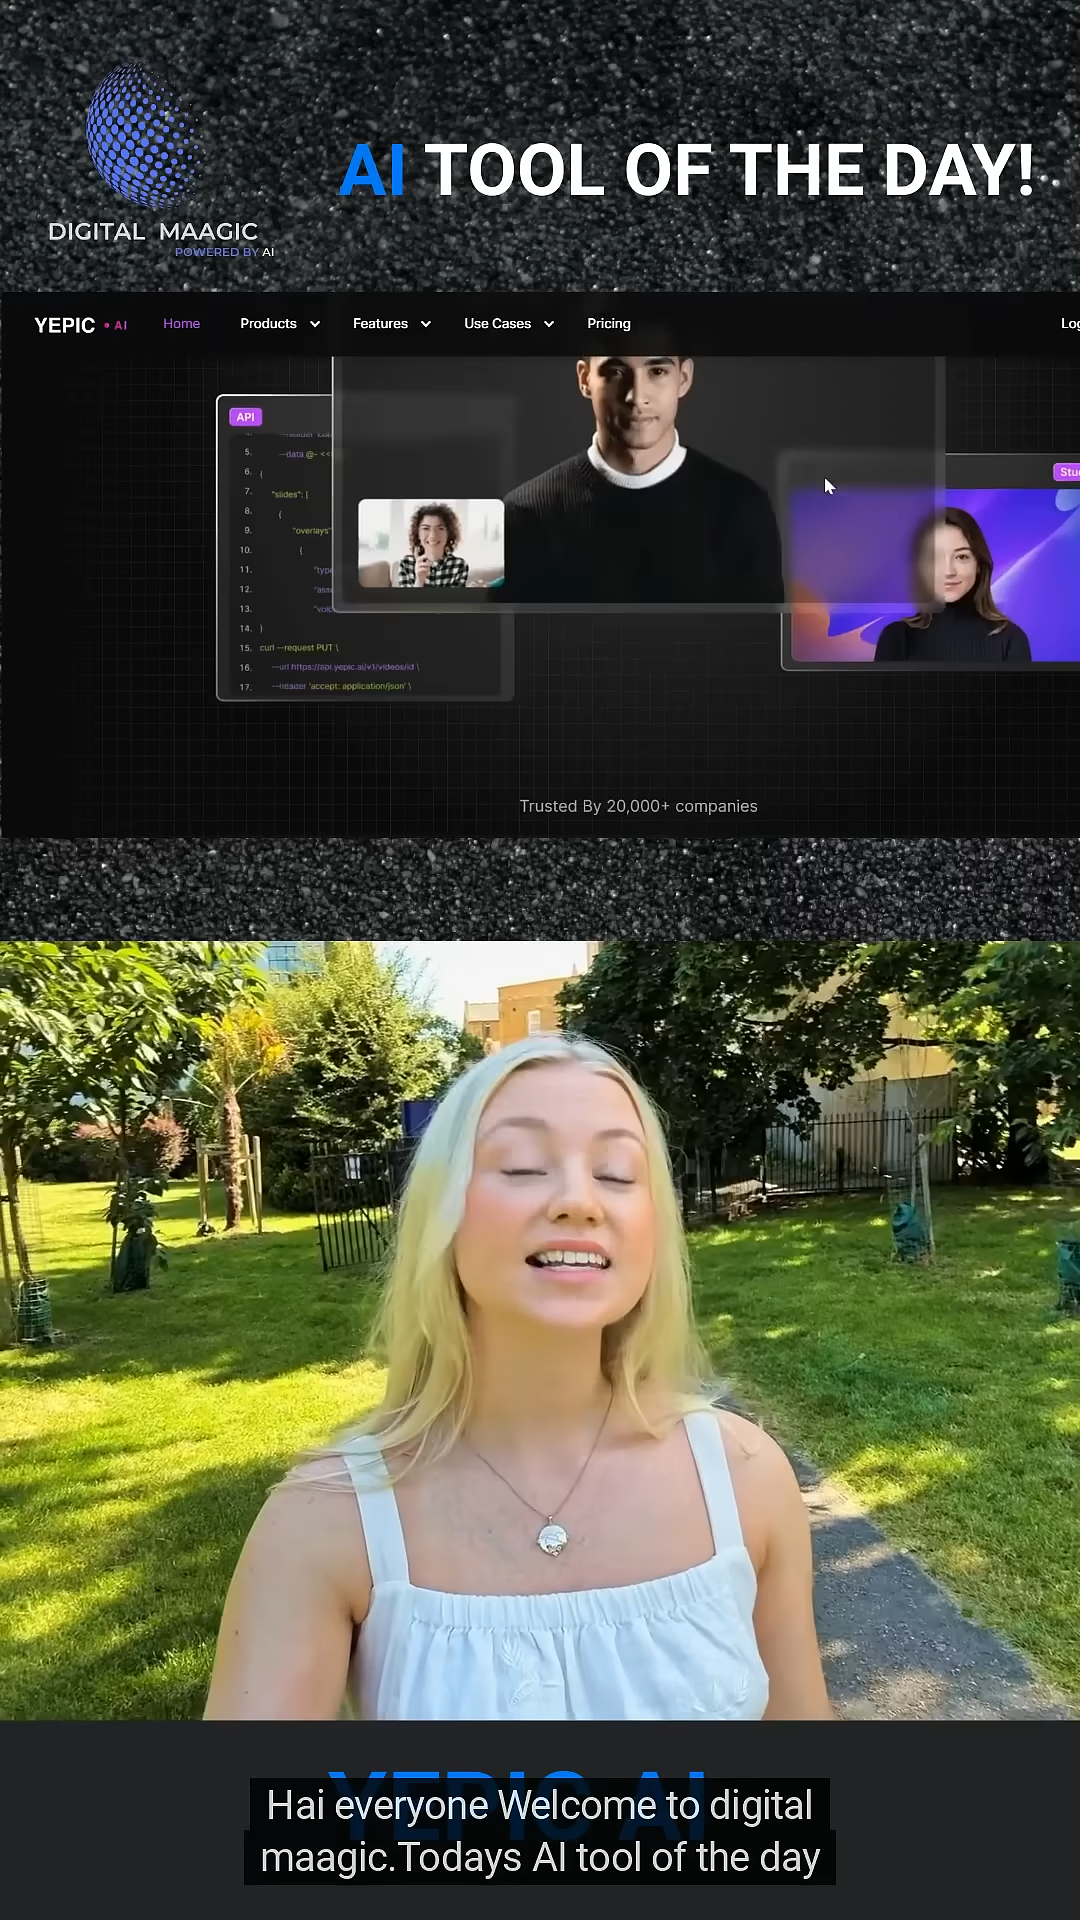 DIGITAL MAAGIC
POWERED BY AI
AI TOOL OF THE DAY!
YEPIC • AI
Home
Products
Features
Use Cases
Pricing
API
5. --data @- <<
6. {
7. "slides": [
8. {
9. "overlays"
10. {
11.
12.
13.
14. }
15. curl --request PUT \
16. --url https://api.yepic.ai/v1/videos/id \
17. --header 'accept: application/json' \
Trusted By 20,000+ companies
YEPIC AI
Hai everyone Welcome to digital
maagic.Todays AI tool of the day